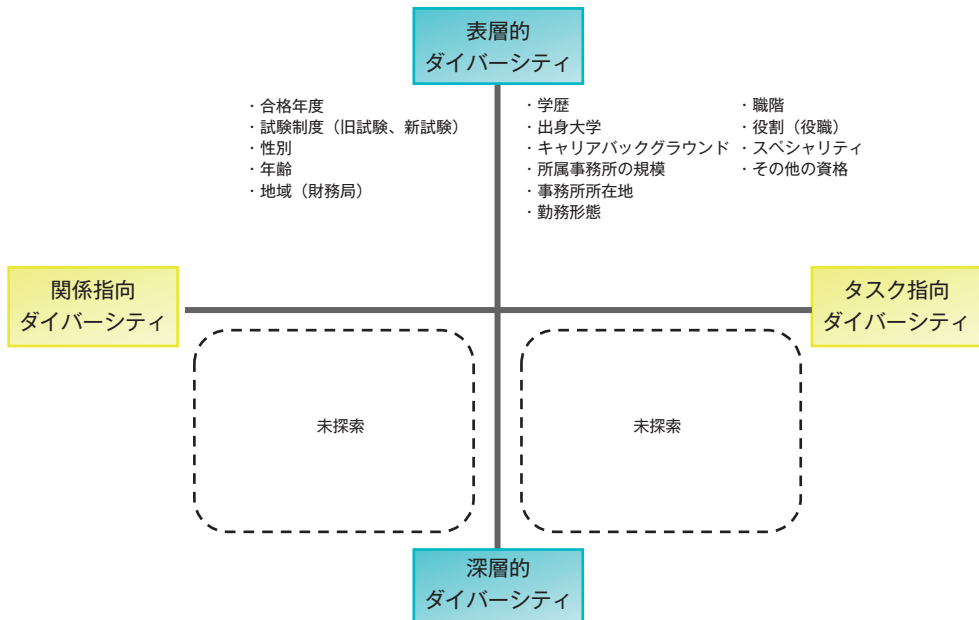 表層的
ダイバーシティ
・合格年度
・試験制度（旧試験、新試験）
・性別
・年齢
・地域（財務局）
・学歴
・出身大学
・キャリアバックグラウンド
・所属事務所の規模
・事務所所在地
・勤務形態
・職階
・役割（役職）
・スペシャリティ
・その他の資格
関係指向
ダイバーシティ
タスク指向
ダイバーシティ
未探索
未探索
深層的
ダイバーシティ